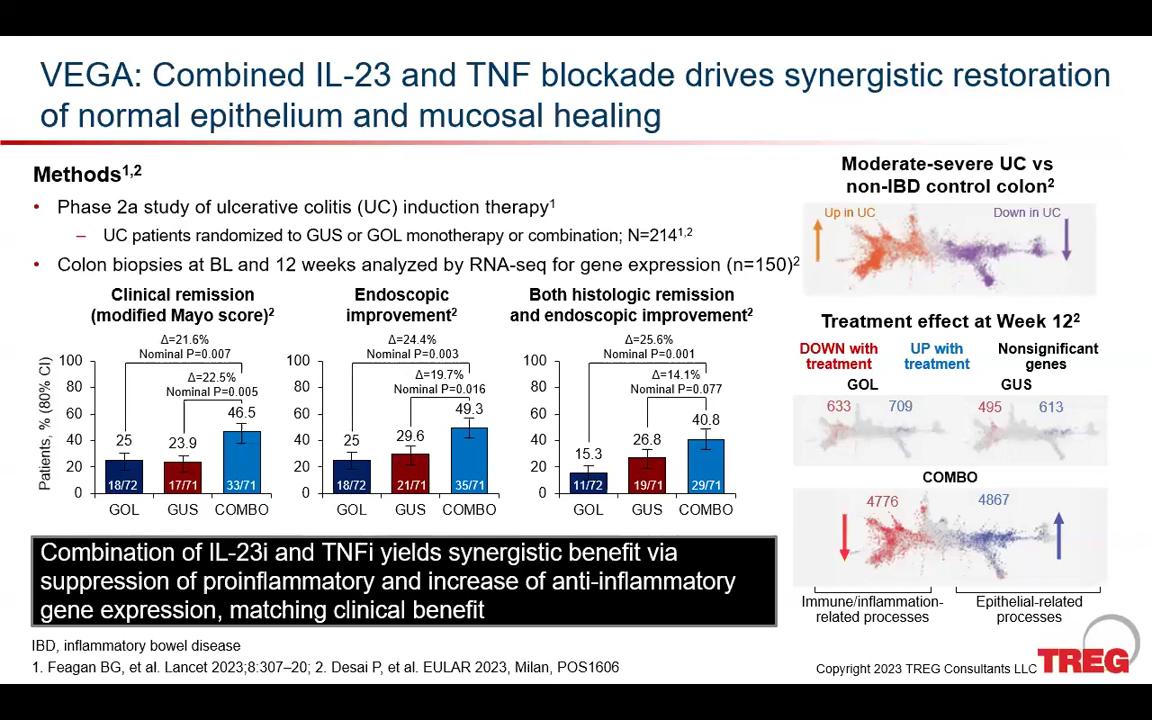 VEGA: Combined IL-23 and TNF blockade drives synergistic restoration
of normal epithelium and mucosal healing
Methods1,2
• Phase 2a study of ulcerative colitis (UC) induction therapy1
– UC patients randomized to GUS or GOL monotherapy or combination; N=2141,2
• Colon biopsies at BL and 12 weeks analyzed by RNA-seq for gene expression (n=150)2
Clinical remission
(modified Mayo score)2
Δ=21.6%
Nominal P=0.007
Δ=22.5%
Nominal P=0.005
Patients, % (80% CI)
100
80
60
40
20
0
25
23.9
46.5
18/72
17/71
33/71
GOL
GUS
COMBO
Endoscopic
improvement2
Δ=24.4%
Nominal P=0.003
Δ=19.7%
Nominal P=0.016
100
80
60
40
20
0
25
29.6
49.3
18/72
21/71
35/71
GOL
GUS
COMBO
Both histologic remission
and endoscopic improvement2
Δ=25.6%
Nominal P=0.001
Δ=14.1%
Nominal P=0.077
100
80
60
40
20
0
15.3
26.8
40.8
11/72
19/71
29/71
GOL
GUS
COMBO
Moderate-severe UC vs
non-IBD control colon2
Up in UC
Down in UC
Treatment effect at Week 122
DOWN with
treatment
UP with
treatment
Nonsignificant
genes
GOL
GUS
633
709
495
613
COMBO
4776
4867
Immune/inflammation-
related processes
Epithelial-related
processes
Combination of IL-23i and TNFi yields synergistic benefit via
suppression of proinflammatory and increase of anti-inflammatory
gene expression, matching clinical benefit
IBD, inflammatory bowel disease
1. Feagan BG, et al. Lancet 2023;8:307–20; 2. Desai P, et al. EULAR 2023, Milan, POS1606
Copyright 2023 TREG Consultants LLC
TREG